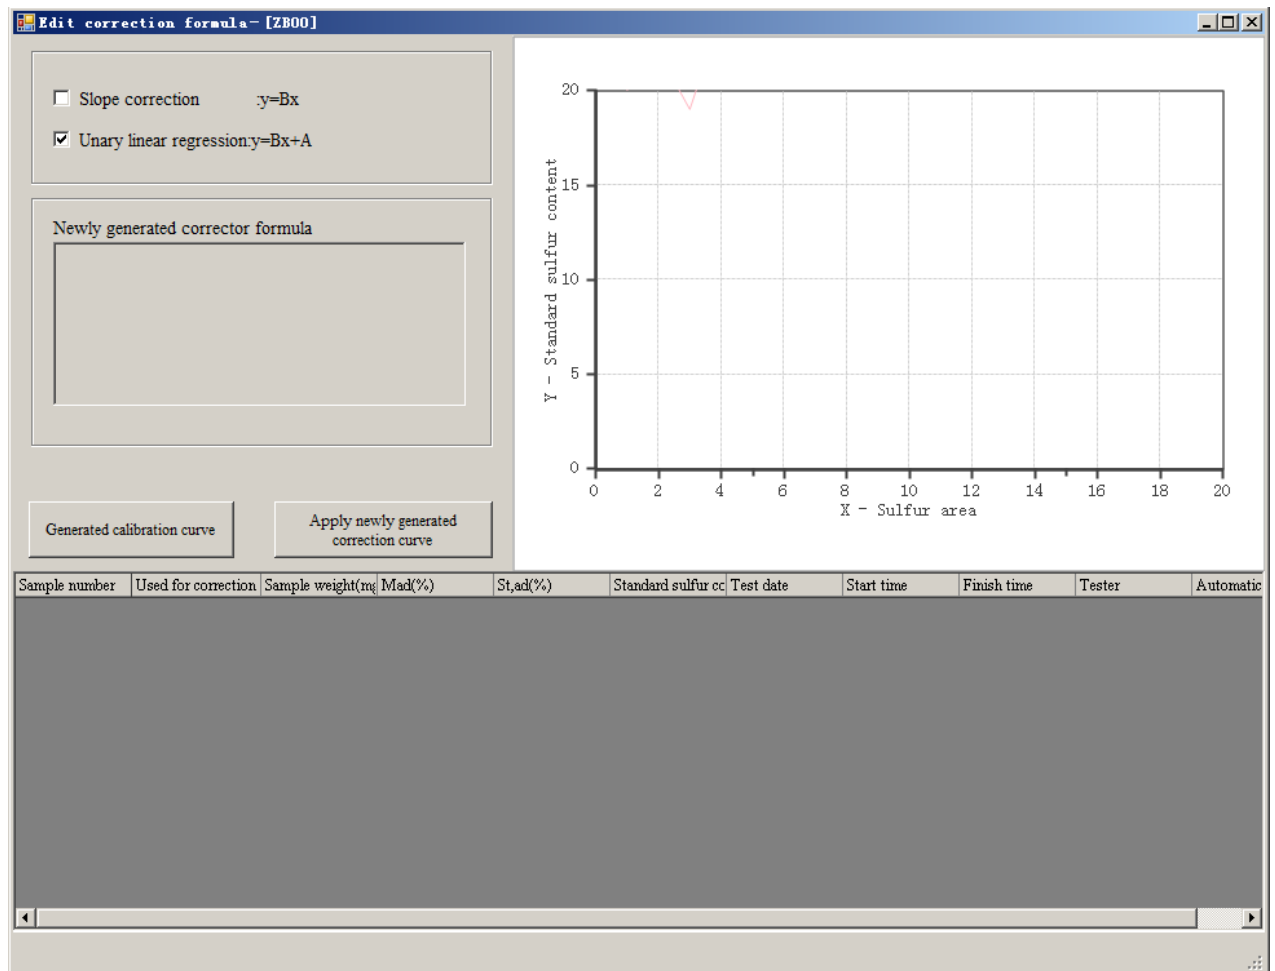 Edit correction formula-[ZB00]
Slope correction :y=Bx
Unary linear regression:y=Bx+A
Newly generated corrector formula
Generated calibration curve
Apply newly generated
correction curve
Y - Standard sulfur content
20
15
10
5
0
0 2 4 6 8 10 12 14 16 18 20
X - Sulfur area
Sample number Used for correction Sample weight(mg Mad(%) St,ad(%) Standard sulfur cc Test date Start time Finish time Tester Automatic